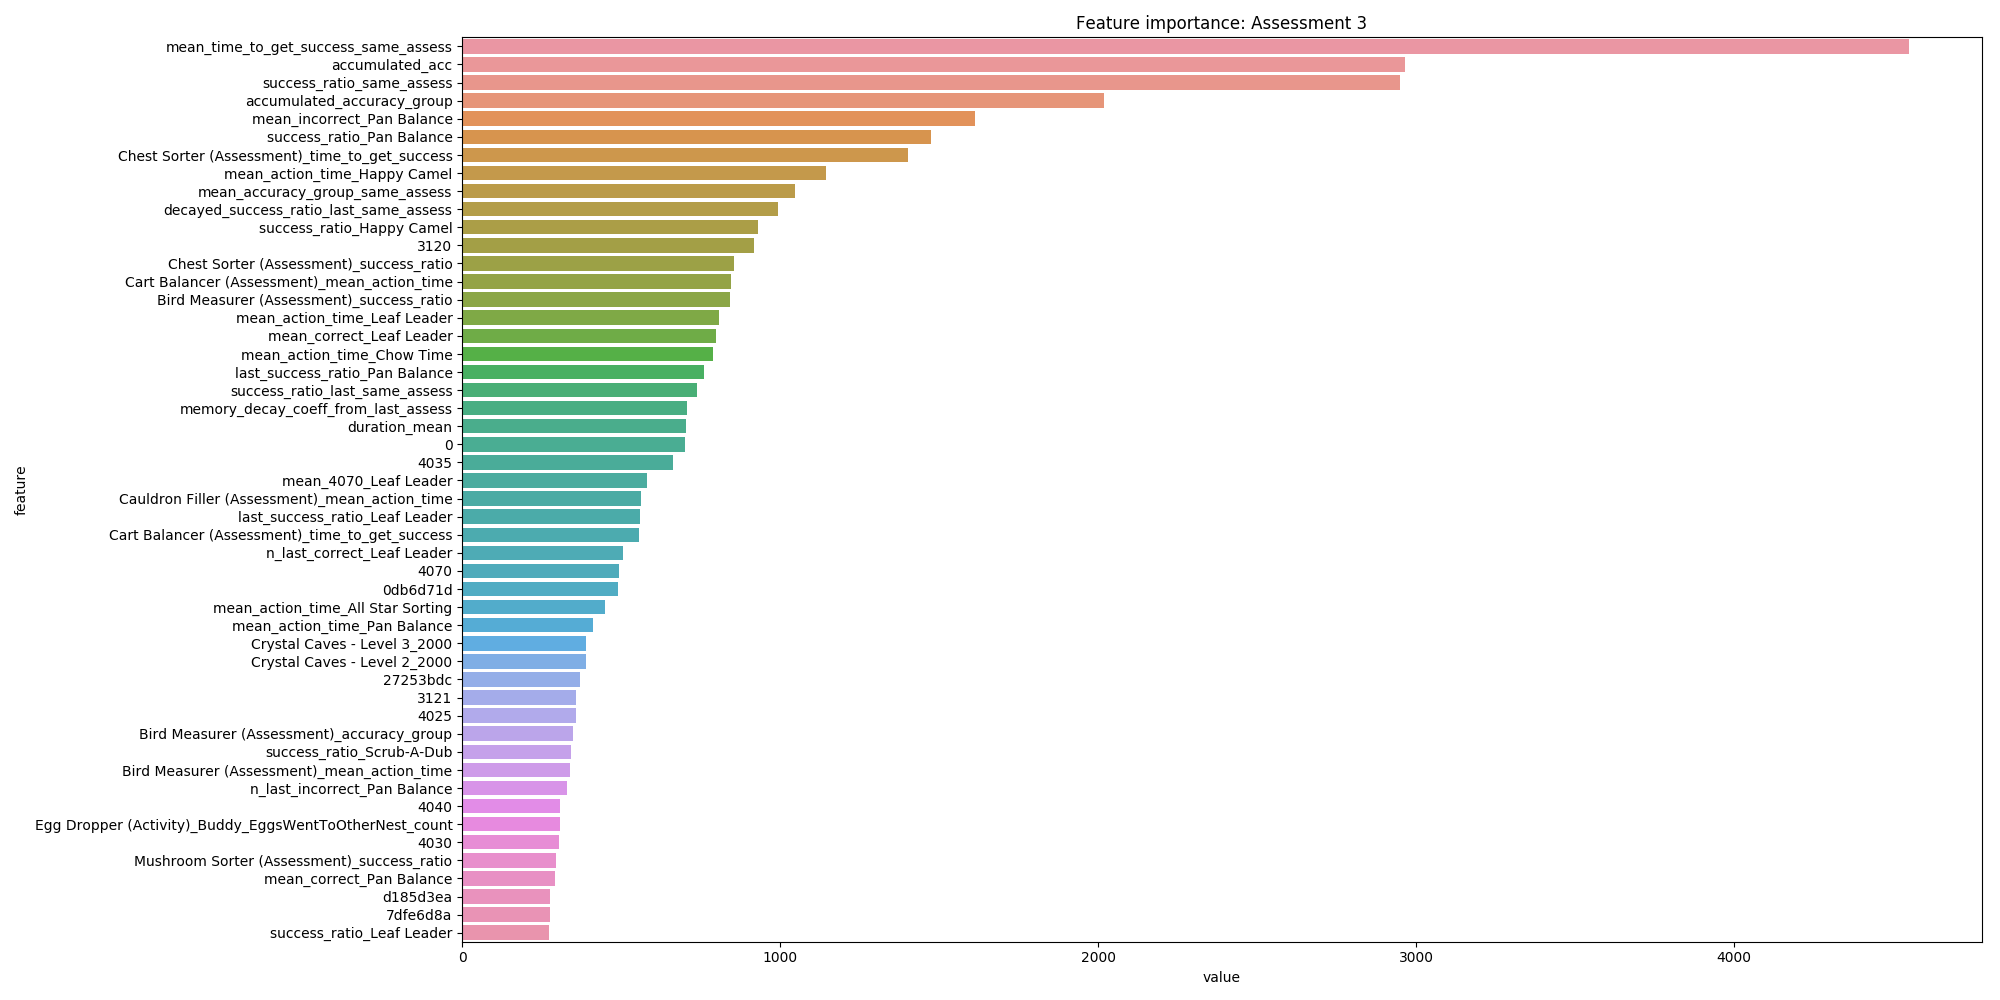 Feature importance: Assessment 3
mean_time_to_get_success_same_assess
accumulated_acc
success_ratio_same_assess
accumulated_accuracy_group
mean_incorrect_Pan Balance
success_ratio_Pan Balance
Chest Sorter (Assessment)_time_to_get_success
mean_action_time_Happy Camel
mean_accuracy_group_same_assess
decayed_success_ratio_last_same_assess
success_ratio_Happy Camel
3120
Chest Sorter (Assessment)_success_ratio
Cart Balancer (Assessment)_mean_action_time
Bird Measurer (Assessment)_success_ratio
mean_action_time_Leaf Leader
mean_correct_Leaf Leader
mean_action_time_Chow Time
last_success_ratio_Pan Balance
success_ratio_last_same_assess
memory_decay_coeff_from_last_assess
duration_mean
0
4035
mean_4070_Leaf Leader
Cauldron Filler (Assessment)_mean_action_time
last_success_ratio_Leaf Leader
Cart Balancer (Assessment)_time_to_get_success
n_last_correct_Leaf Leader
4070
0db6d71d
mean_action_time_All Star Sorting
mean_action_time_Pan Balance
Crystal Caves - Level 3_2000
Crystal Caves - Level 2_2000
27253bdc
3121
4025
Bird Measurer (Assessment)_accuracy_group
success_ratio_Scrub-A-Dub
Bird Measurer (Assessment)_mean_action_time
n_last_incorrect_Pan Balance
4040
Egg Dropper (Activity)_Buddy_EggsWentToOtherNest_count
4030
Mushroom Sorter (Assessment)_success_ratio
mean_correct_Pan Balance
d185d3ea
7dfe6d8a
success_ratio_Leaf Leader
feature
0 1000 2000 3000 4000
value